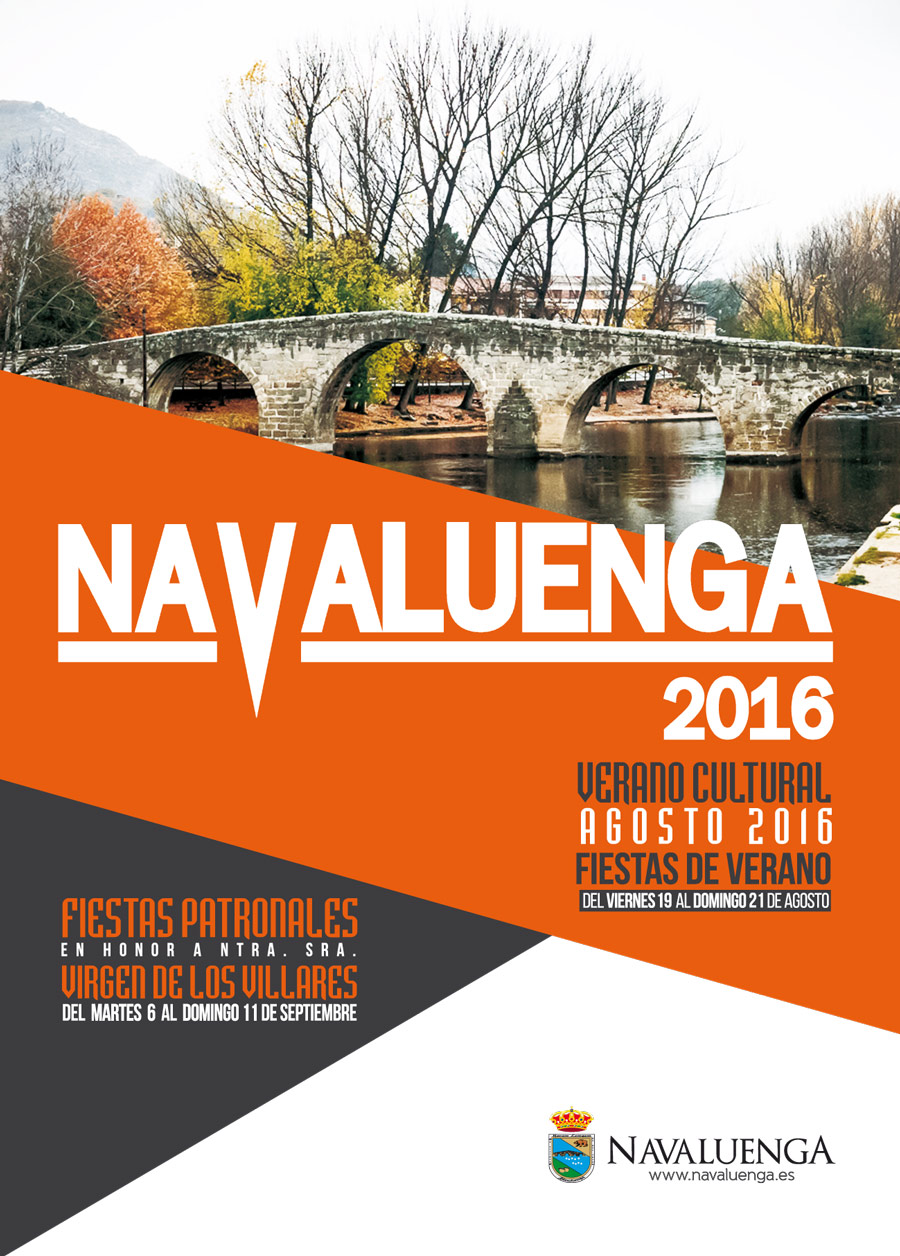 NAVALUENGA
2016
VERANO CULTURAL
AGOSTO 2016
FIESTAS DE VERANO
DEL VIERNES 19 AL DOMINGO 21 DE AGOSTO
FIESTAS PATRONALES
EN HONOR A NTRA. SRA.
VIRGEN DE LOS VILLARES
DEL MARTES 6 AL DOMINGO 11 DE SEPTIEMBRE
NAVALUENGA
www.navaluenga.es